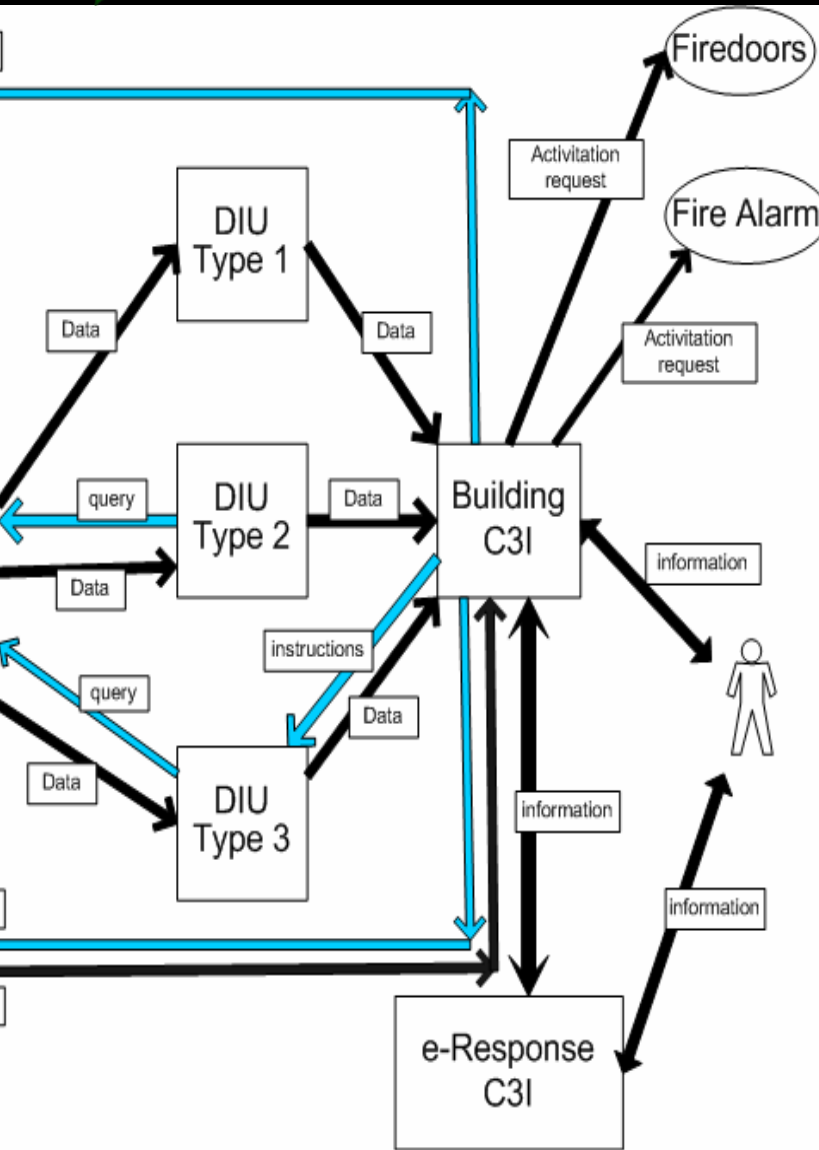 Firedoors
Activitation
request
DIU
Type 1
Fire Alarm
Data
Data
Activitation
request
query
DIU
Type 2
Data
Building
C3I
Data
information
instructions
query
Data
Data
DIU
Type 3
information
information
e-Response
C3I